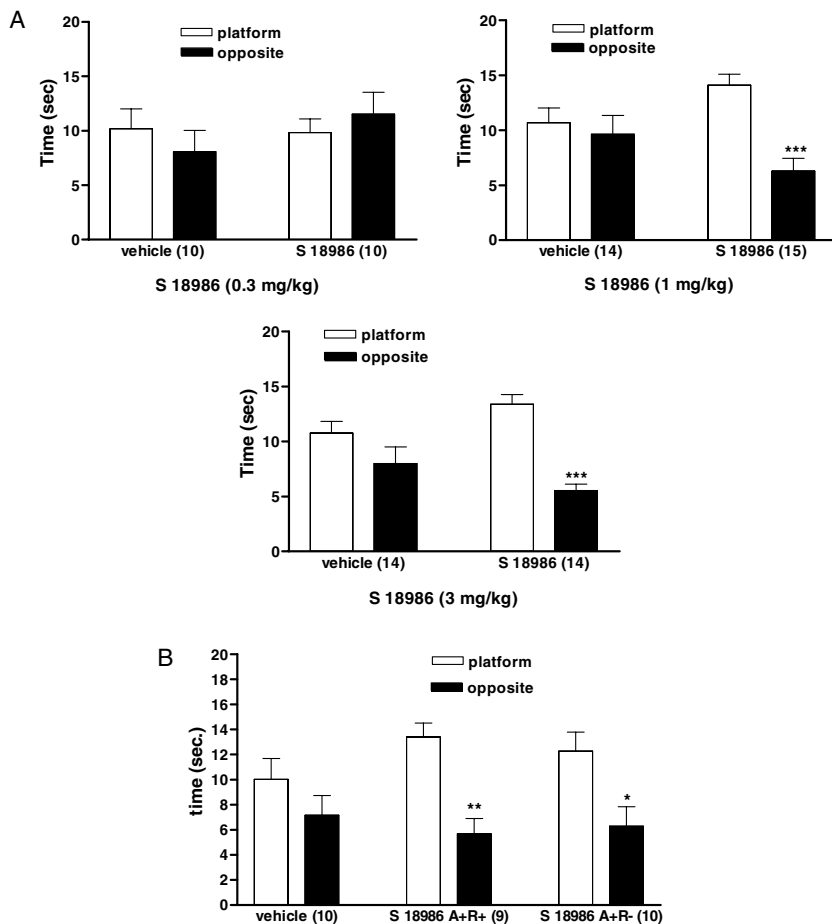 A
platform
opposite
Time (sec)
20
15
10
5
0
vehicle (10)
S 18986 (10)
S 18986 (0.3 mg/kg)
platform
opposite
Time (sec)
20
15
10
5
0
***
vehicle (14)
S 18986 (15)
S 18986 (1 mg/kg)
platform
opposite
Time (sec)
20
15
10
5
0
***
vehicle (14)
S 18986 (14)
S 18986 (3 mg/kg)
B
platform
opposite
time (sec.)
20
18
16
14
12
10
8
6
4
2
0
**
*
vehicle (10)
S 18986 A+R+ (9)
S 18986 A+R- (10)